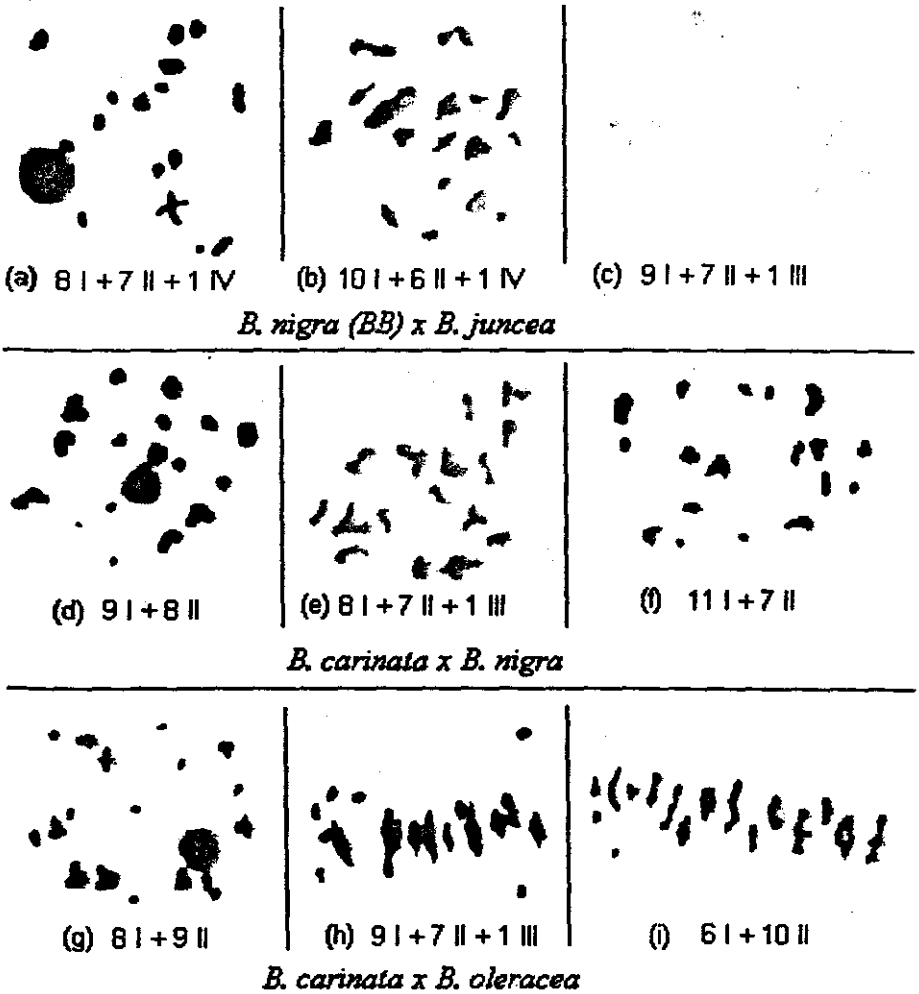 (a) 8 I + 7 II + 1 IV (b) 10 I + 6 II + 1 IV (c) 9 I + 7 II + 1 III
B. nigra (BB) x B. juncea
(d) 9 I + 8 II (e) 8 I + 7 II + 1 III (f) 11 I + 7 II
B. carinata x B. nigra
(g) 8 I + 9 II (h) 9 I + 7 II + 1 III (i) 6 I + 10 II
B. carinata x B. oleracea